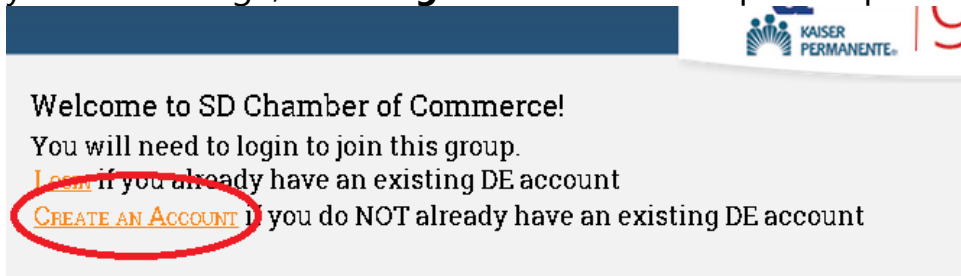 KAISER
PERMANENTE®
Welcome to SD Chamber of Commerce!
You will need to login to join this group.
Login if you already have an existing DE account
CREATE AN ACCOUNT if you do NOT already have an existing DE account